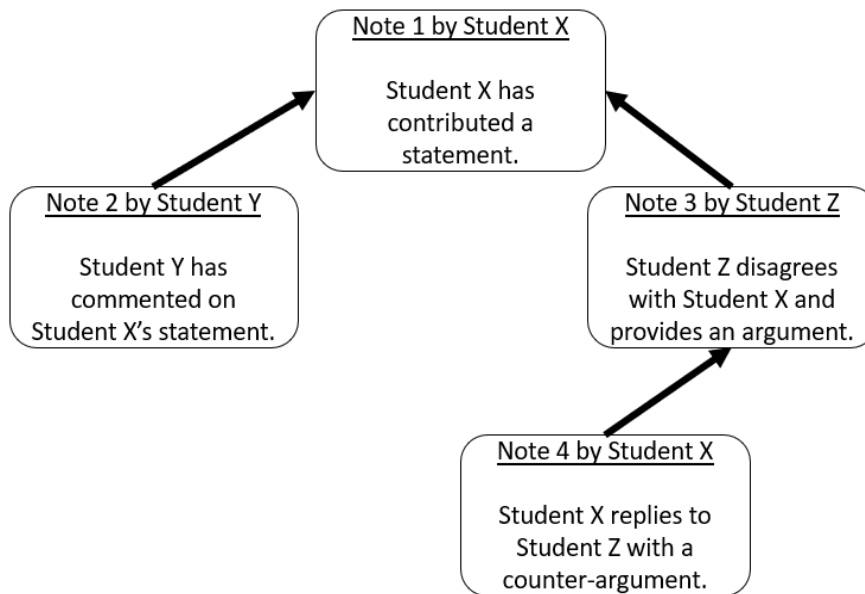 Note 1 by Student X
Student X has
contributed a
statement.
Note 2 by Student Y
Student Y has
commented on
Student X’s statement.
Note 3 by Student Z
Student Z disagrees
with Student X and
provides an argument.
Note 4 by Student X
Student X replies to
Student Z with a
counter-argument.